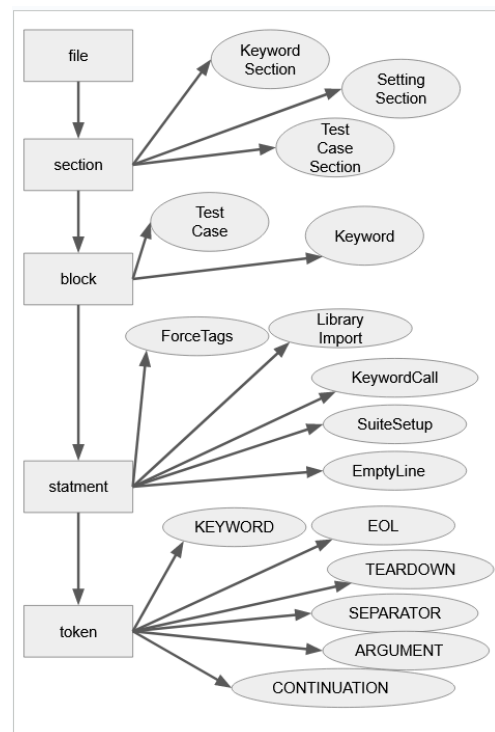 file
Keyword
Section
Setting
Section
section
Test
Case
Section
Test
Case
Keyword
block
ForceTags
Library
Import
KeywordCall
SuiteSetup
EmptyLine
statment
KEYWORD
EOL
TEARDOWN
SEPARATOR
token
ARGUMENT
CONTINUATION